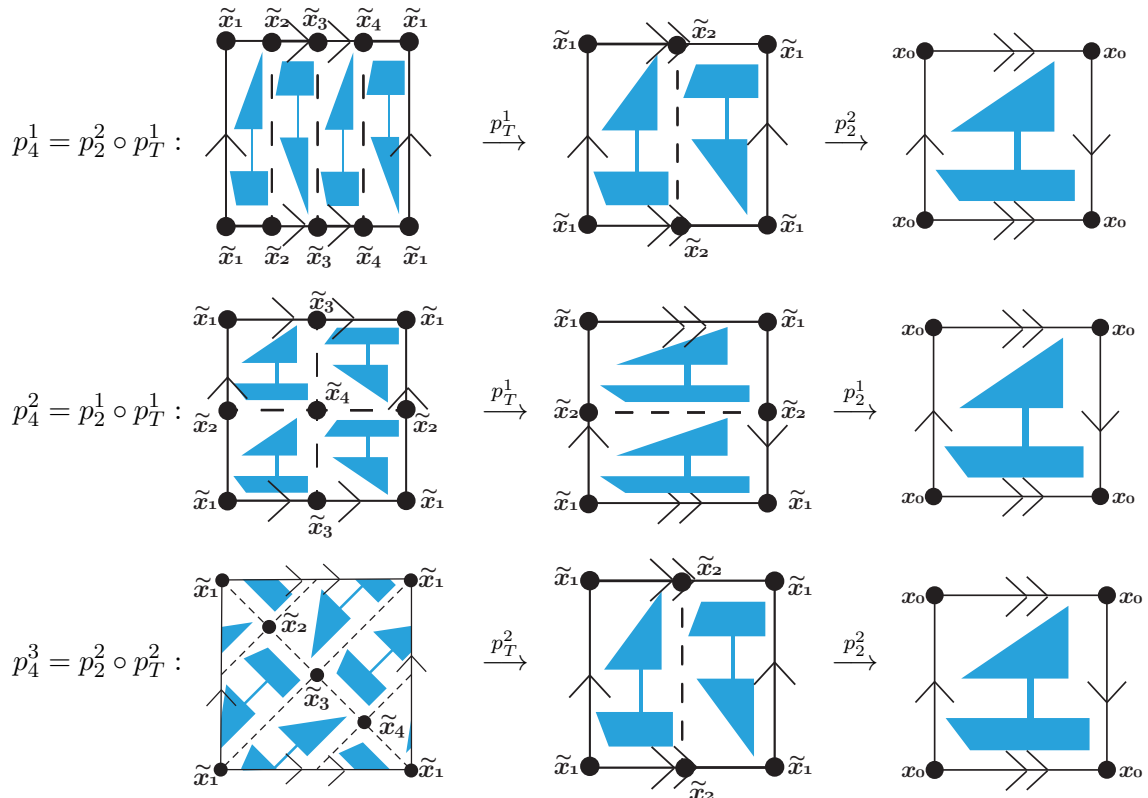 x̃₁ x̃₂ x̃₃ x̃₄ x̃₁
x̃₁ x̃₂ x̃₁
x₀ x₀
p₄¹ = p₂² ∘ p_T¹ :
p_T¹ →
p₂² →
x̃₁ x̃₂ x̃₃ x̃₄ x̃₁
x̃₁ x̃₂ x̃₁
x₀ x₀
x̃₁ x̃₃ x̃₁
x̃₁ x̃₁
x₀ x₀
p₄² = p₂¹ ∘ p_T¹ :
x̃₂ x̃₄ x̃₂
p_T¹ →
x̃₂ x̃₂
p₂¹ →
x̃₁ x̃₃ x̃₁
x̃₁ x̃₁
x₀ x₀
x̃₁ x̃₁
x̃₁ x̃₂ x̃₁
x₀ x₀
x̃₂
p₄³ = p₂² ∘ p_T² :
x̃₃
p_T² →
p₂² →
x̃₄
x̃₁ x̃₁
x̃₁ x̃₂ x̃₁
x₀ x₀